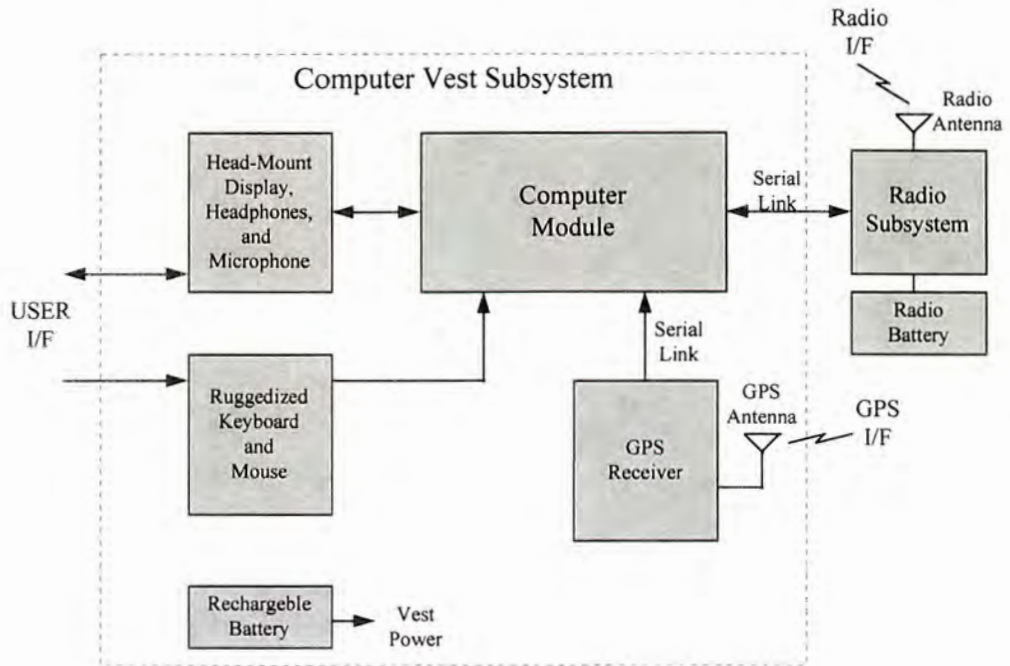 Radio
I/F
Computer Vest Subsystem
Radio
Antenna
Head-Mount
Display,
Headphones,
and
Microphone
Computer
Module
Serial
Link
Radio
Subsystem
USER
I/F
Radio
Battery
Serial
Link
Ruggedized
Keyboard
and
Mouse
GPS
Receiver
GPS
Antenna
GPS
I/F
Rechargeble
Battery
Vest
Power